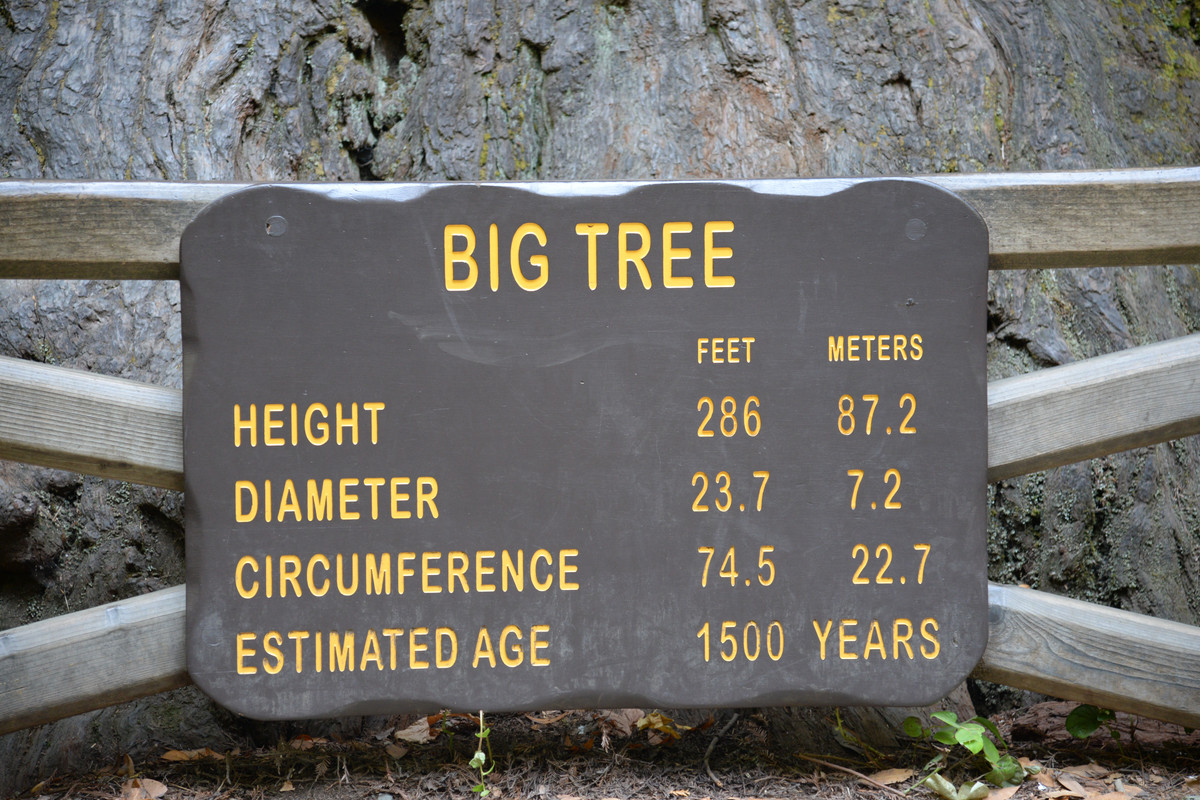 BIG TREE
FEET METERS
HEIGHT 286 87.2
DIAMETER 23.7 7.2
CIRCUMFERENCE 74.5 22.7
ESTIMATED AGE 1500 YEARS